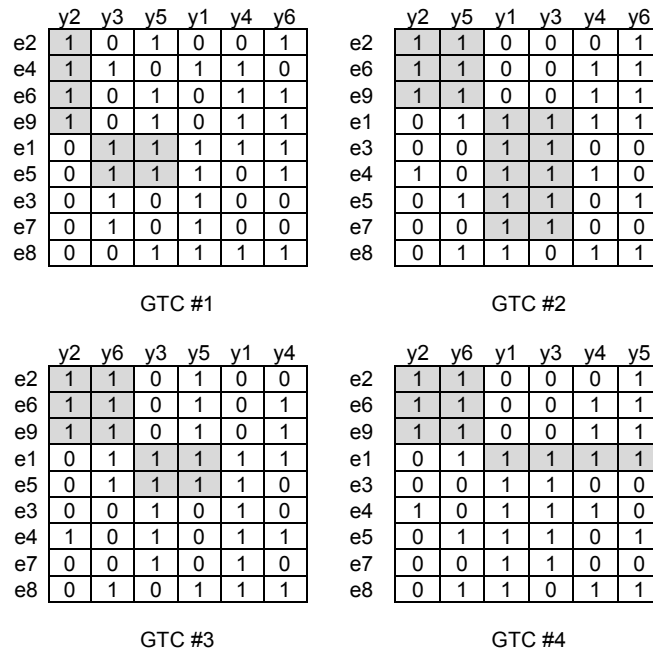 y2 y3 y5 y1 y4 y6
e2 1 0 1 0 0 1
e4 1 1 0 1 1 0
e6 1 0 1 0 1 1
e9 1 0 1 0 1 1
e1 0 1 1 1 1 1
e5 0 1 1 1 0 1
e3 0 1 0 1 0 0
e7 0 1 0 1 0 0
e8 0 0 1 1 1 1
GTC #1
y2 y5 y1 y3 y4 y6
e2 1 1 0 0 0 1
e6 1 1 0 0 1 1
e9 1 1 0 0 1 1
e1 0 1 1 1 1 1
e3 0 0 1 1 0 0
e4 1 0 1 1 1 0
e5 0 1 1 1 0 1
e7 0 0 1 1 0 0
e8 0 1 1 0 1 1
GTC #2
y2 y6 y3 y5 y1 y4
e2 1 1 0 1 0 0
e6 1 1 0 1 0 1
e9 1 1 0 1 0 1
e1 0 1 1 1 1 1
e5 0 1 1 1 1 0
e3 0 0 1 0 1 0
e4 1 0 1 0 1 1
e7 0 0 1 0 1 0
e8 0 1 0 1 1 1
GTC #3
y2 y6 y1 y3 y4 y5
e2 1 1 0 0 0 1
e6 1 1 0 0 1 1
e9 1 1 0 0 1 1
e1 0 1 1 1 1 1
e3 0 0 1 1 0 0
e4 1 0 1 1 1 0
e5 0 1 1 1 0 1
e7 0 0 1 1 0 0
e8 0 1 1 0 1 1
GTC #4